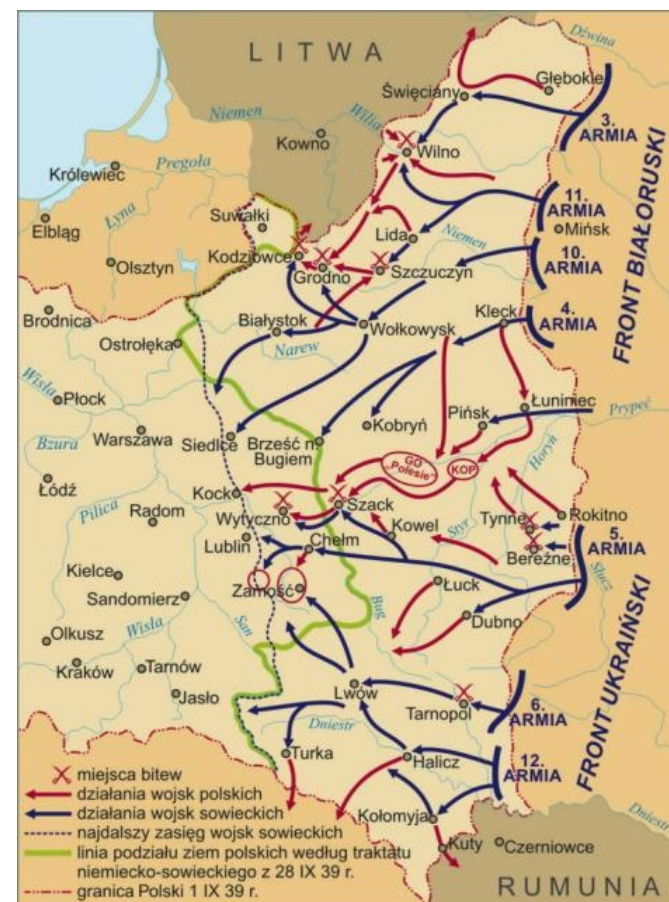 LITWA
Dźwina
Głębokie
Święciany
Niemen
Wilia
3.
ARMIA
Kowno
Wilno
Królewiec
Pregoła
11.
ARMIA
Suwałki
Elbląg
Łyna
Lida
Mińsk
Niemen
10.
ARMIA
Kodziowce
Olsztyn
Grodno
Szczuczyn
FRONT BIAŁORUSKI
Brodnica
Białystok
Wołkowysk
Kleck
4.
ARMIA
Ostrołęka
Narew
Wisła
Płock
Łuniniec
Prypeć
Pińsk
Kobryń
Warszawa
Bzura
Siedlce
Brześć n.
Bugiem
Horyń
GO
„Polesie”
KOP
Łódź
Kock
Szack
Pilica
Wytyczno
Styr
Tynne
Rokitno
Radom
Kowel
5.
ARMIA
Lublin
Chełm
Bereźne
Kielce
Zamość
Łuck
Słucz
Sandomierz
Bug
Dubno
Olkusz
Wisła
San
Kraków
Tarnów
Lwów
FRONT UKRAIŃSKI
Jasło
Tarnopol
6.
ARMIA
Dniestr
Turka
Halicz
12.
ARMIA
Kołomyja
Dniestr
Kuty
Czerniowce
RUMUNIA
miejsca bitew
działania wojsk polskich
działania wojsk sowieckich
najdalszy zasięg wojsk sowieckich
linia podziału ziem polskich według traktatu
niemiecko-sowieckiego z 28 IX 39 r.
granica Polski 1 IX 39 r.